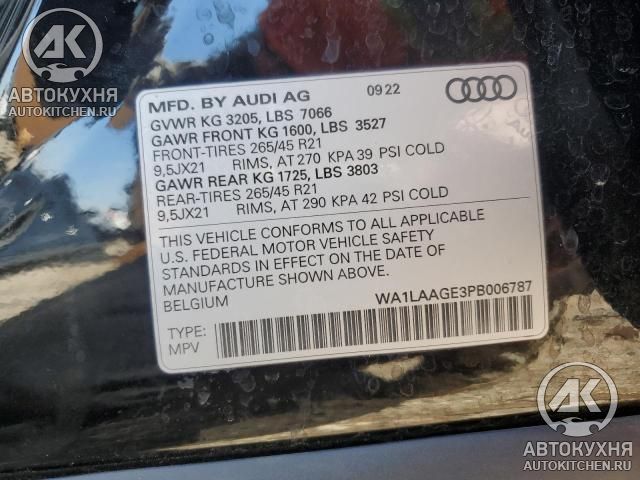 АК
АВТОКУХНЯ
AUTOKITCHEN.RU
MFD. BY AUDI AG 09 22
GVWR KG 3205, LBS 7066
GAWR FRONT KG 1600, LBS 3527
FRONT-TIRES 265/45 R21
9,5JX21 RIMS, AT 270 KPA 39 PSI COLD
GAWR REAR KG 1725, LBS 3803
REAR-TIRES 265/45 R21
9,5JX21 RIMS, AT 290 KPA 42 PSI COLD
THIS VEHICLE CONFORMS TO ALL APPLICABLE
U.S. FEDERAL MOTOR VEHICLE SAFETY
STANDARDS IN EFFECT ON THE DATE OF
MANUFACTURE SHOWN ABOVE.
BELGIUM WA1LAAGE3PB006787
TYPE:
MPV
АК
АВТОКУХНЯ
AUTOKITCHEN.RU